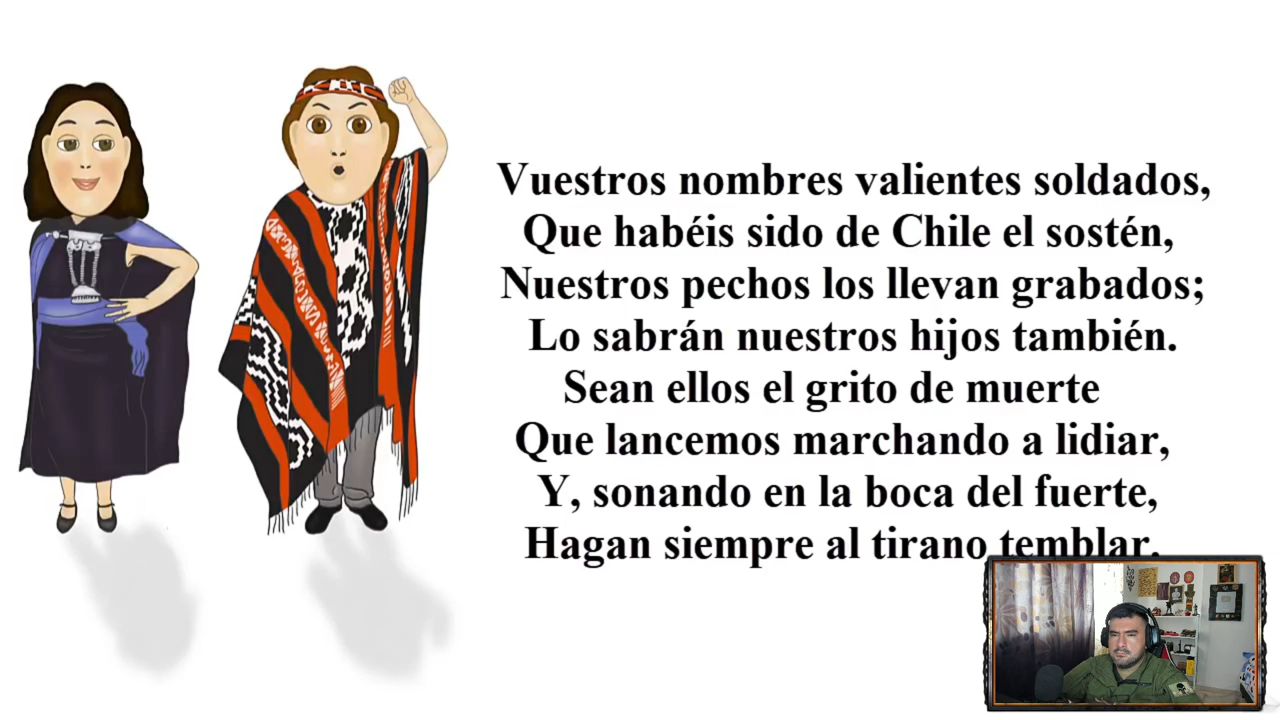 Vuestros nombres valientes soldados,
Que habéis sido de Chile el sostén,
Nuestros pechos los llevan grabados;
Lo sabrán nuestros hijos también.
Sean ellos el grito de muerte
Que lancemos marchando a lidiar,
Y, sonando en la boca del fuerte,
Hagan siempre al tirano temblar.